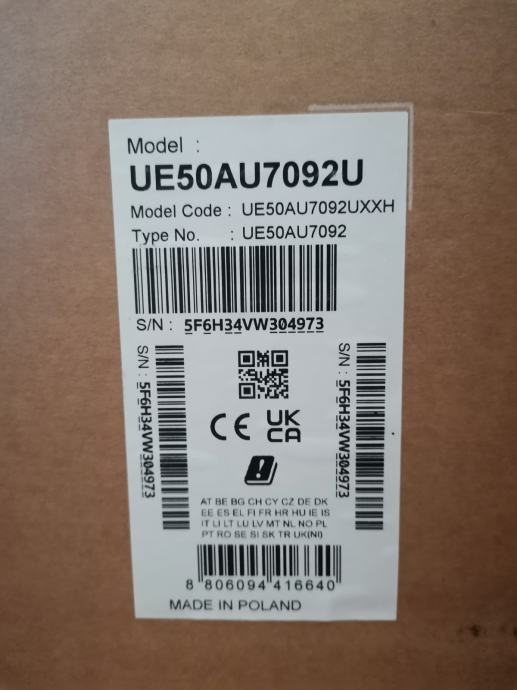 Model :
UE50AU7092U
Model Code : UE50AU7092UXXH
Type No. : UE50AU7092
S/N : 5F6H34VW304973
S/N : 5F6H34VW304973
S/N : 5F6H34VW304973
CE UK
CA
AT BE BG CH CY CZ DE DK
EE ES EL FI FR HR HU IE IS
IT LI LT LU LV MT NL NO PL
PT RO SE SI SK TR UK(NI)
8 806094 416640
MADE IN POLAND